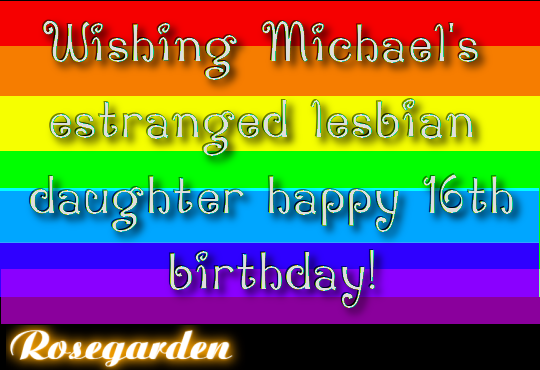 Wishing Michael's
estranged lesbian
daughter happy 16th
birthday!
Rosegarden